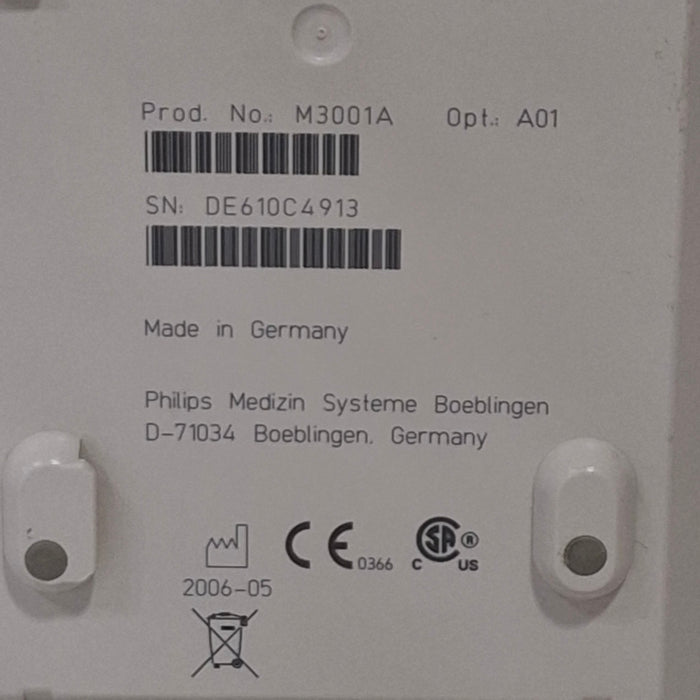 Prod. No.: M3001A Opt.: A01
SN: DE610C4913
Made in Germany
Philips Medizin Systeme Boeblingen
D-71034 Boeblingen, Germany
CE 0366 SA ® C US
2006-05